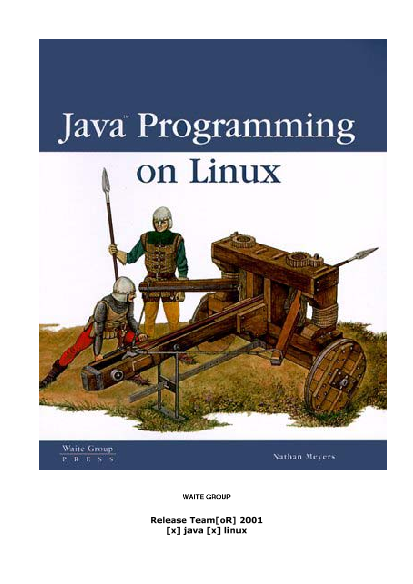 Java™ Programming
on Linux
Waite Group
PRESS
Nathan Meyers
WAITE GROUP
Release Team[oR] 2001
[x] java [x] linux